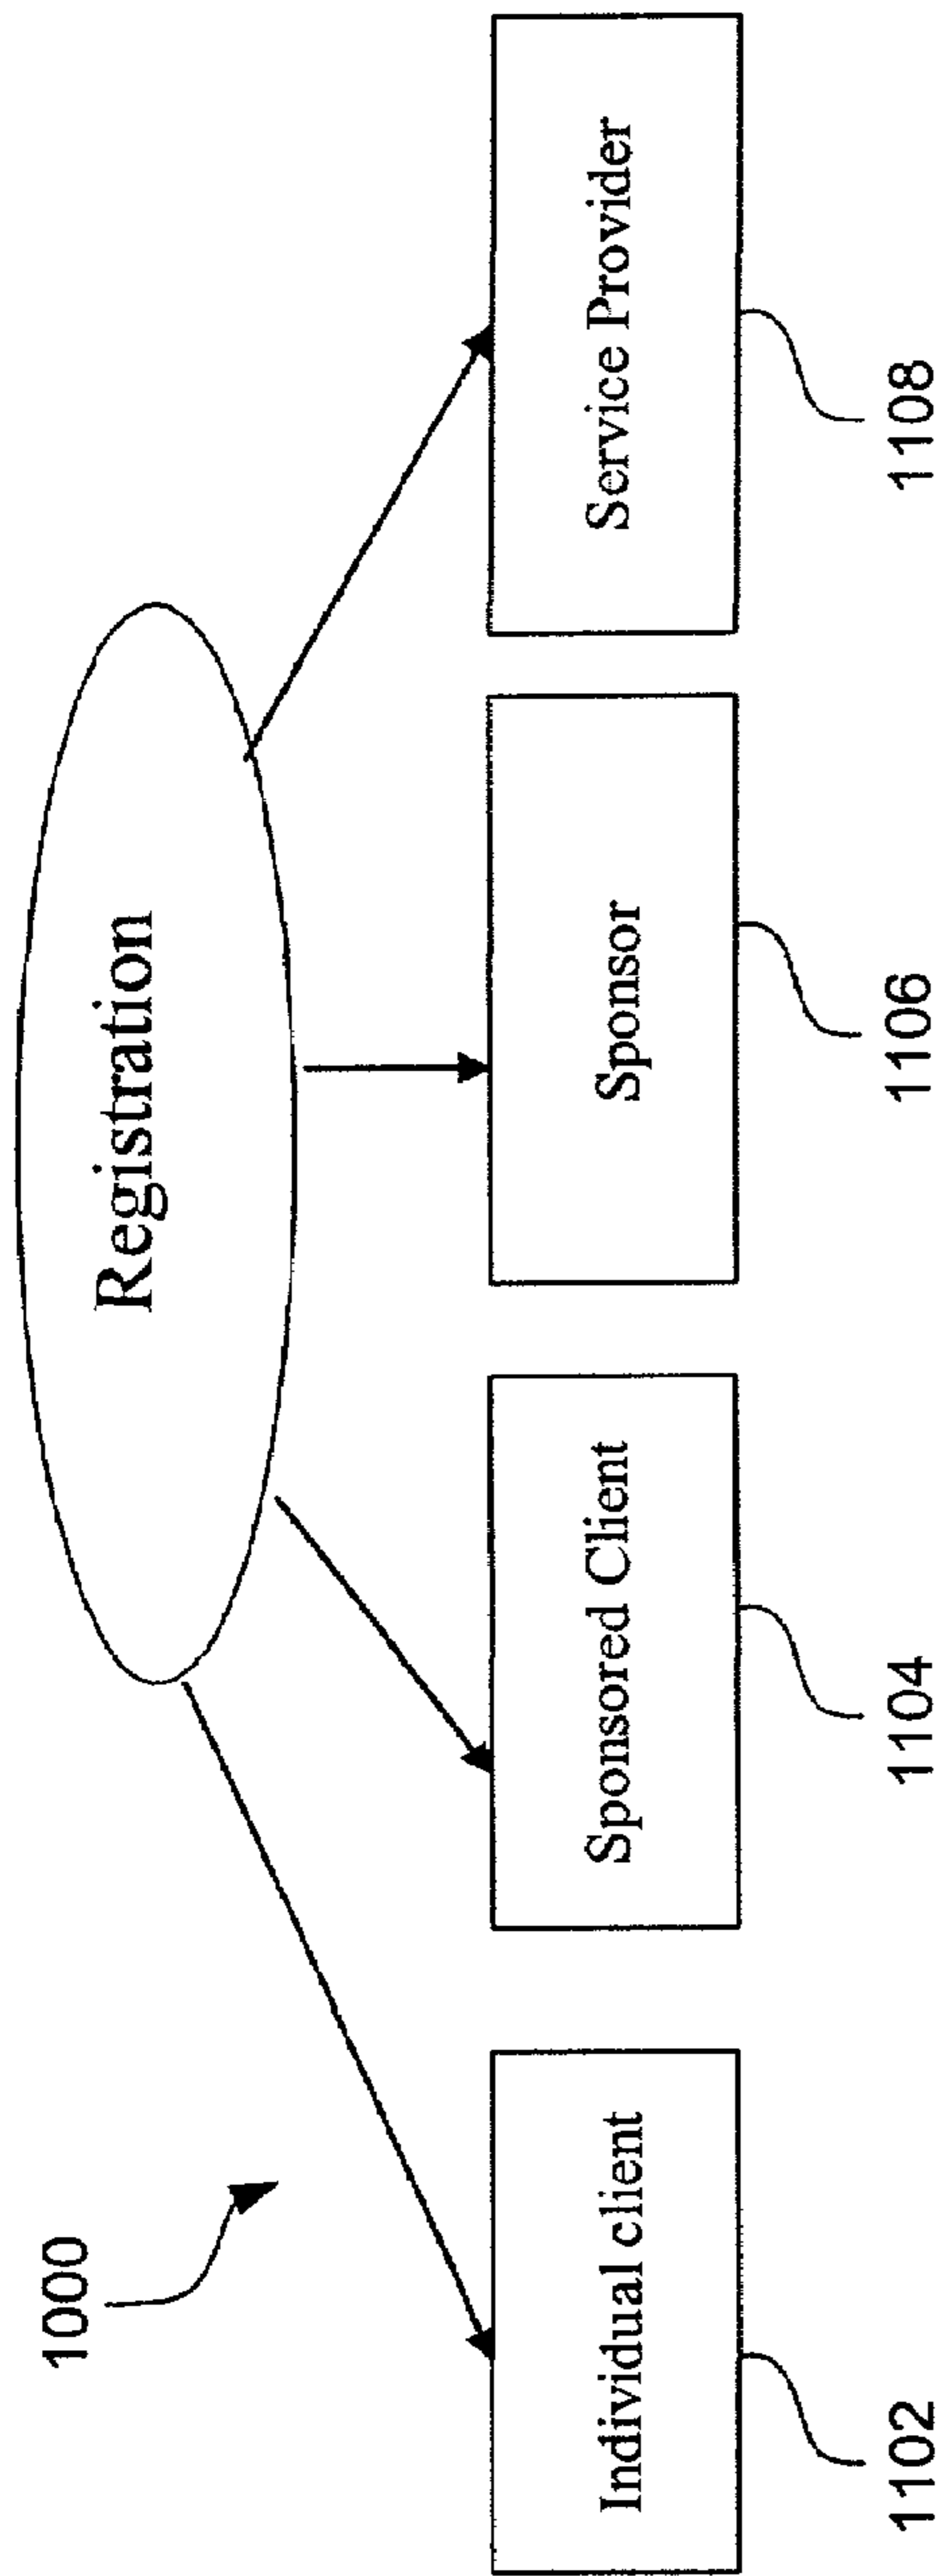 Registration
1000
Individual client
Sponsored Client
Sponsor
Service Provider
1102
1104
1106
1108